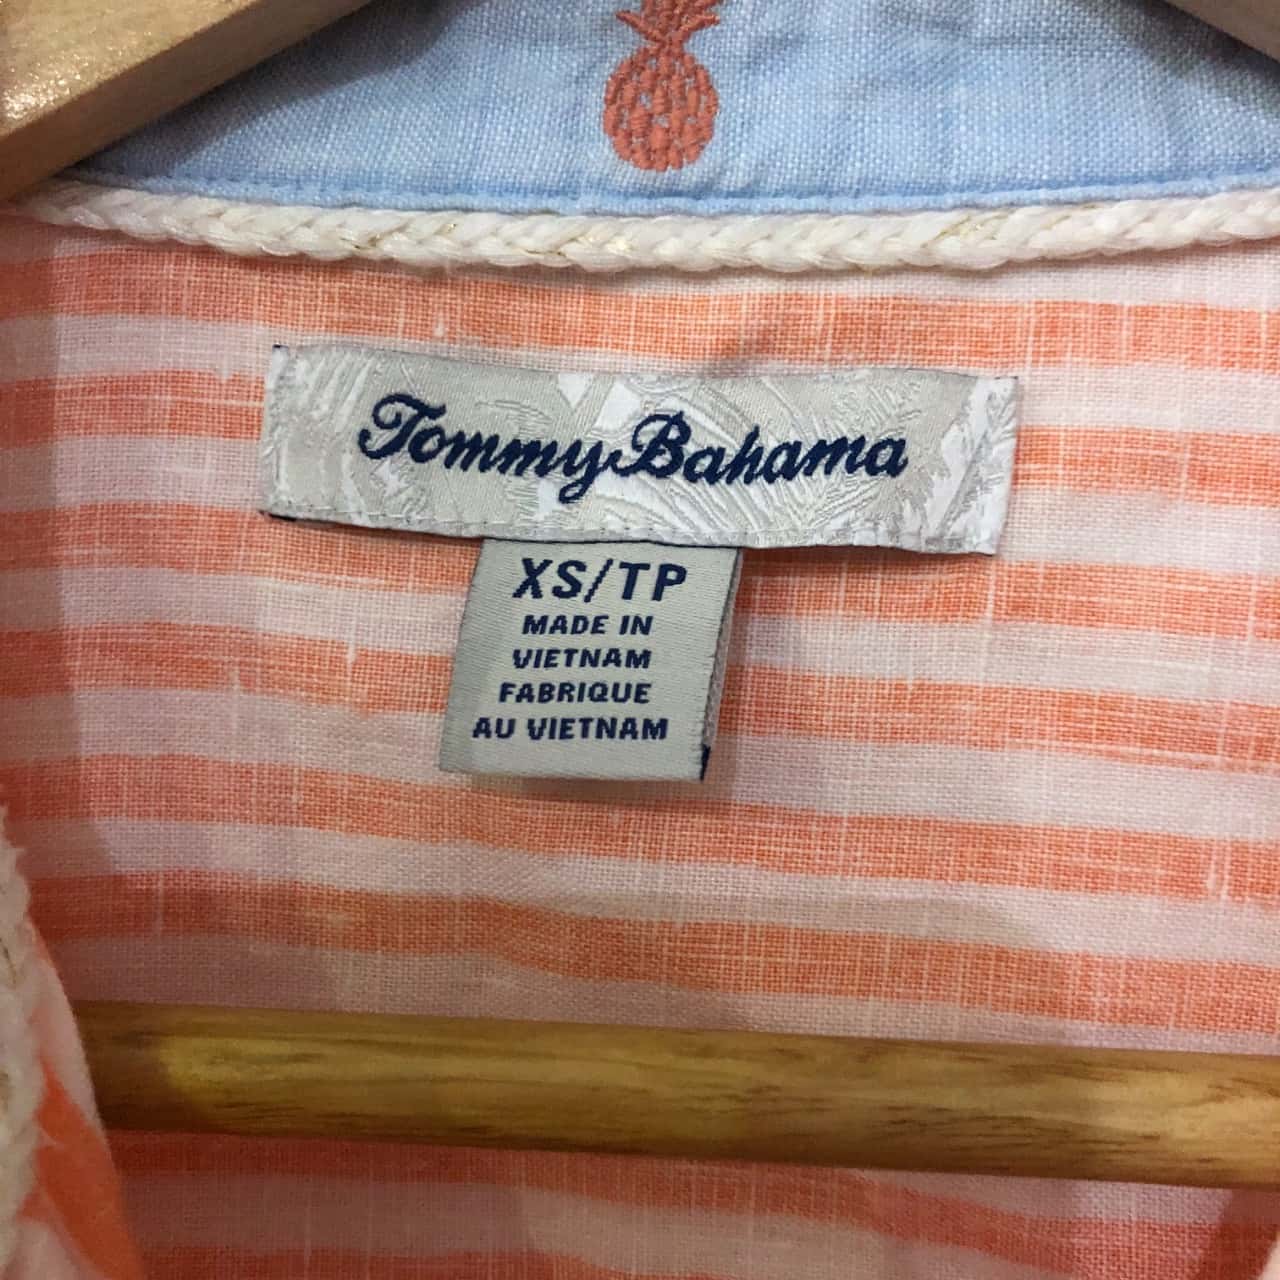 Tommy Bahama
XS/TP
MADE IN
VIETNAM
FABRIQUE
AU VIETNAM